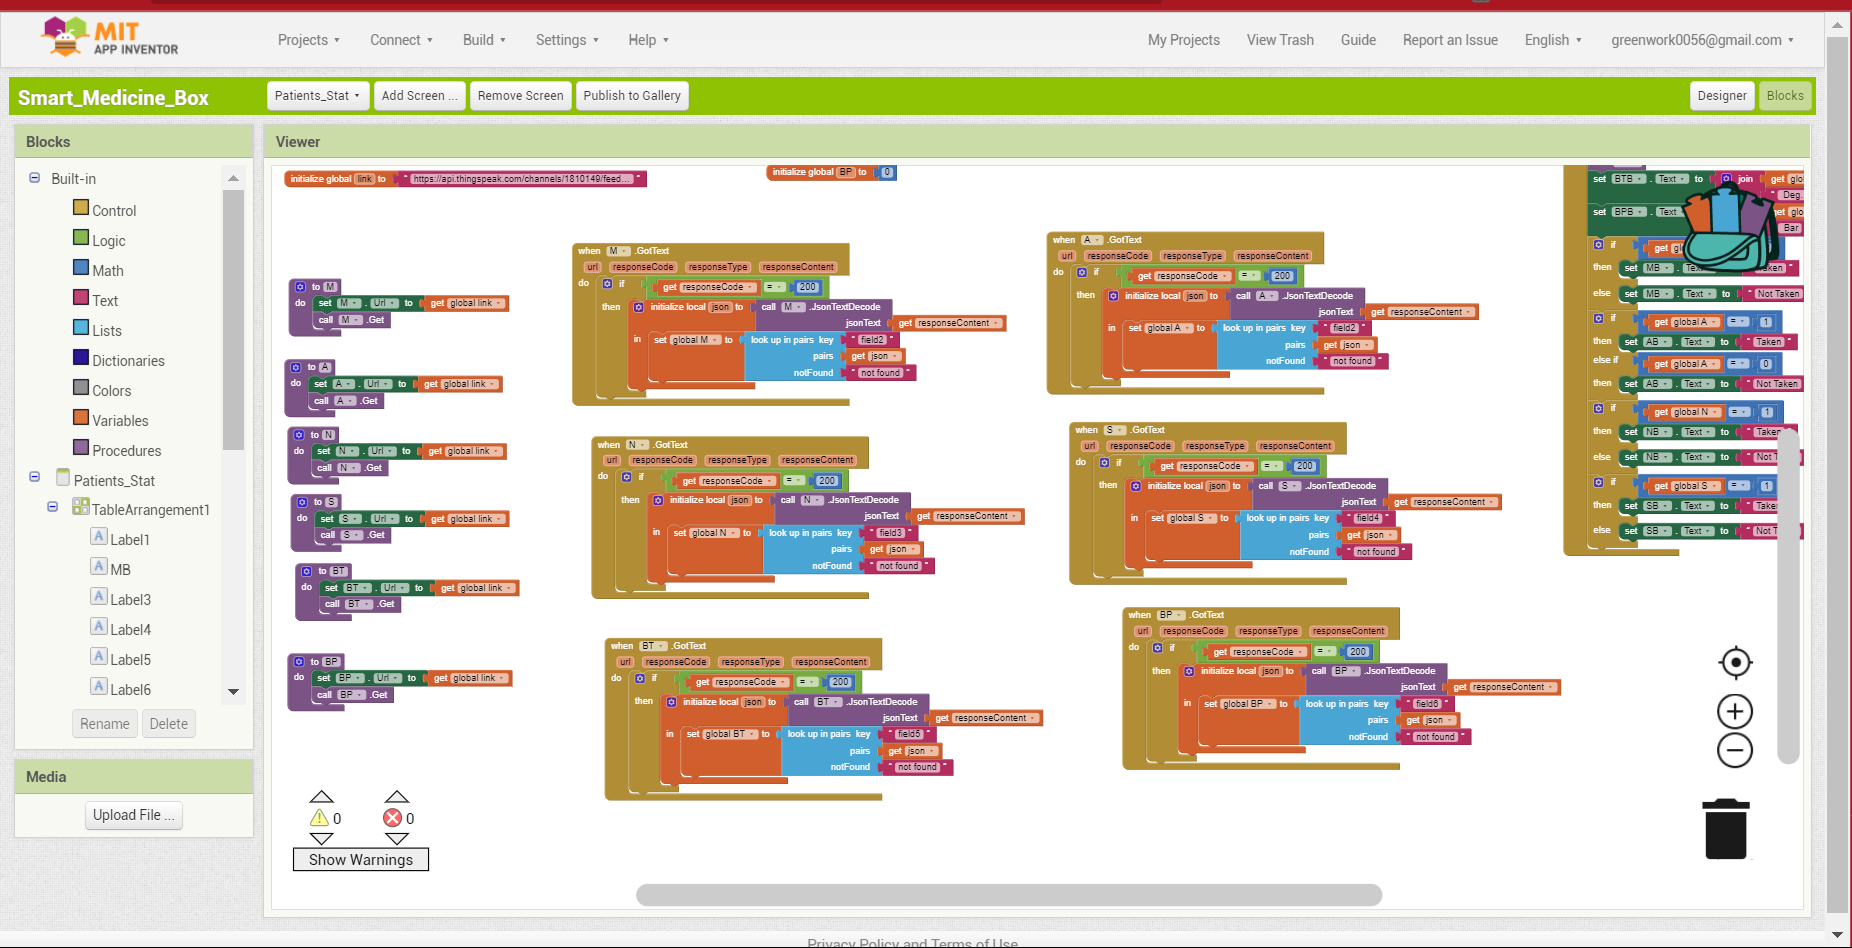 MIT
APP INVENTOR
Projects Connect Build Settings Help My Projects View Trash Guide Report an Issue English greenwork0056@gmail.com
Smart_Medicine_Box Patients_Stat Add Screen ... Remove Screen Publish to Gallery Designer Blocks
Blocks
Built-in
Control
Logic
Math
Text
Lists
Dictionaries
Colors
Variables
Procedures
Patients_Stat
TableArrangement1
Label1
MB
Label3
Label4
Label5
Label6
Rename Delete
Media
Upload File ...
Viewer
initialize global link to " https://api.thingspeak.com/channels/1810149/feed... "
initialize global BP to 0
to M
do set M . Url to get global link
call M .Get
to A
do set A . Url to get global link
call A .Get
to N
do set N . Url to get global link
call N .Get
to S
do set S . Url to get global link
call S .Get
to BT
do set BT . Url to get global link
call BT .Get
to BP
do set BP . Url to get global link
call BP .Get
when M .GotText
url responseCode responseType responseContent
do if get responseCode = 200
then initialize local json to call M .JsonTextDecode
jsonText get responseContent
in set global M to look up in pairs key " field2 "
pairs get json
notFound " not found "
when A .GotText
url responseCode responseType responseContent
do if get responseCode = 200
then initialize local json to call A .JsonTextDecode
jsonText get responseContent
in set global A to look up in pairs key " field2 "
pairs get json
notFound " not found "
when N .GotText
url responseCode responseType responseContent
do if get responseCode = 200
then initialize local json to call N .JsonTextDecode
jsonText get responseContent
in set global N to look up in pairs key " field3 "
pairs get json
notFound " not found "
when S .GotText
url responseCode responseType responseContent
do if get responseCode = 200
then initialize local json to call S .JsonTextDecode
jsonText get responseContent
in set global S to look up in pairs key " field4 "
pairs get json
notFound " not found "
when BT .GotText
url responseCode responseType responseContent
do if get responseCode = 200
then initialize local json to call BT .JsonTextDecode
jsonText get responseContent
in set global BT to look up in pairs key " field5 "
pairs get json
notFound " not found "
when BP .GotText
url responseCode responseType responseContent
do if get responseCode = 200
then initialize local json to call BP .JsonTextDecode
jsonText get responseContent
in set global BP to look up in pairs key " field6 "
pairs get json
notFound " not found "
set BTB . Text to join get glo
" Deg
set BPB . Text get glo
Bar
if get
then set MB . Text
else set MB . Text to " Not Taken
if get global A = 1
then set AB . Text to " Taken "
else if get global A = 0
then set AB . Text to " Not Taken
if get global N = 1
then set NB . Text to " Taken
else set NB . Text to " Not T
if get global S = 1
then set SB . Text to " Take
else set SB . Text to " Not T
0 0
Show Warnings
Privacy Policy and Terms of Use